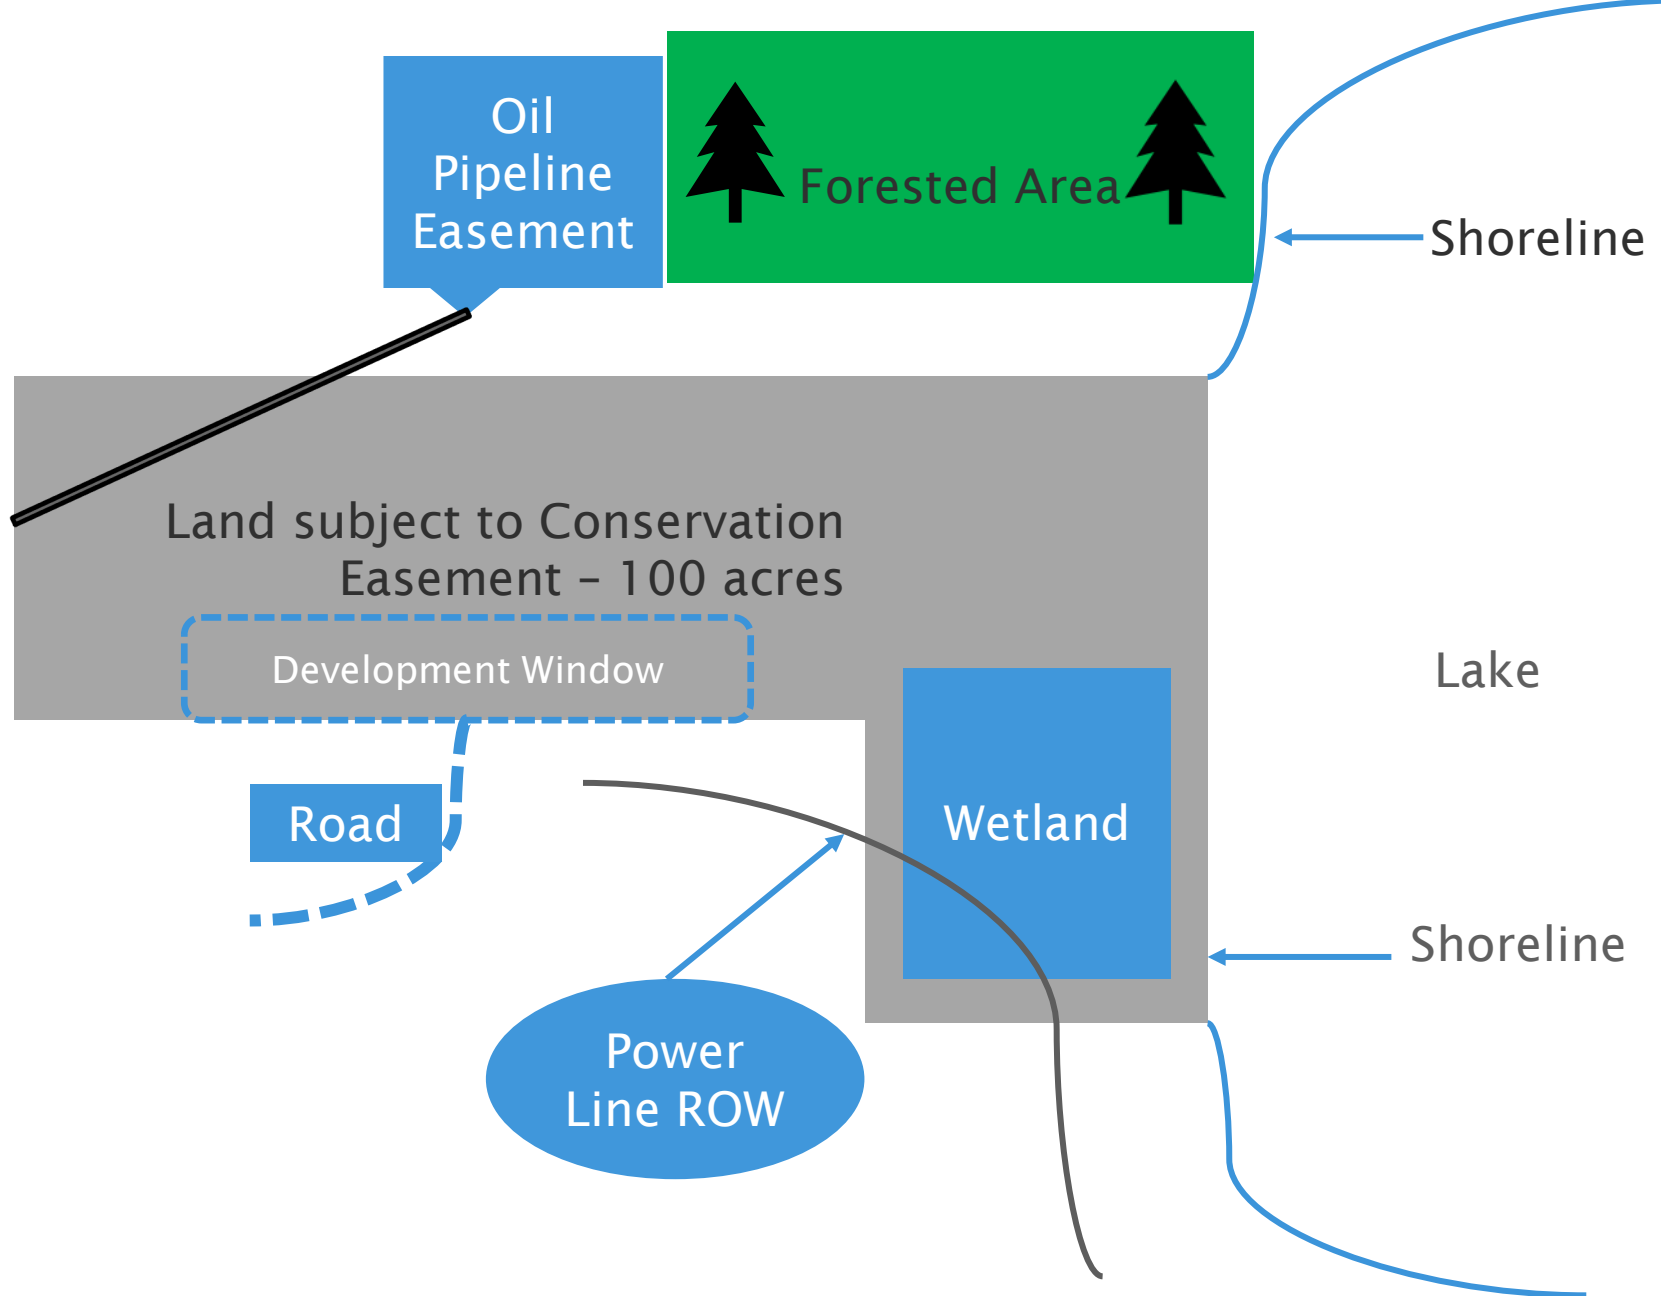 Oil
Pipeline
Easement
Forested Area
Shoreline
Land subject to Conservation
Easement – 100 acres
Development Window
Lake
Road
Wetland
Shoreline
Power
Line ROW